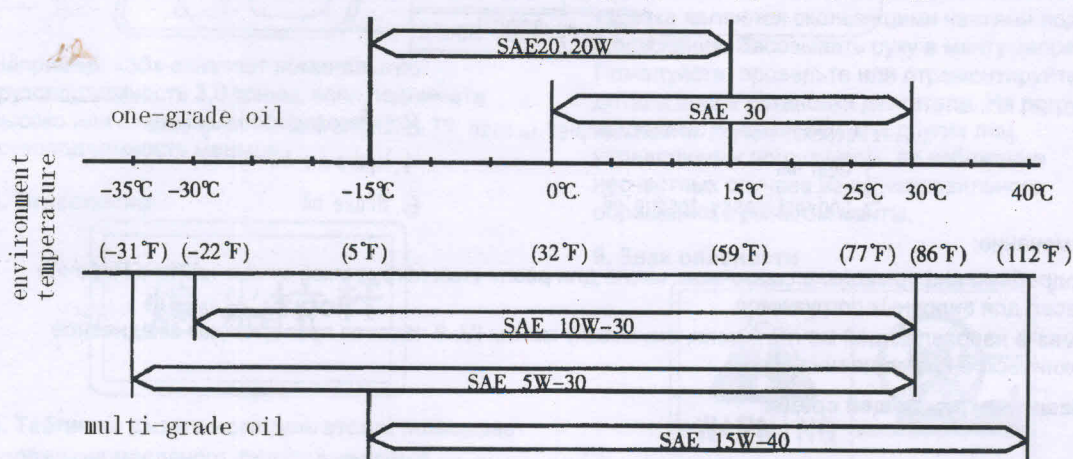 SAE20,20W
one-grade oil
SAE 30
environment
temperature
-35℃ -30℃ -15℃ 0℃ 15℃ 25℃ 30℃ 40℃
(-31°F) (-22°F) (5°F) (32°F) (59°F) (77°F) (86°F) (112°F)
SAE 10W-30
SAE 5W-30
multi-grade oil
SAE 15W-40